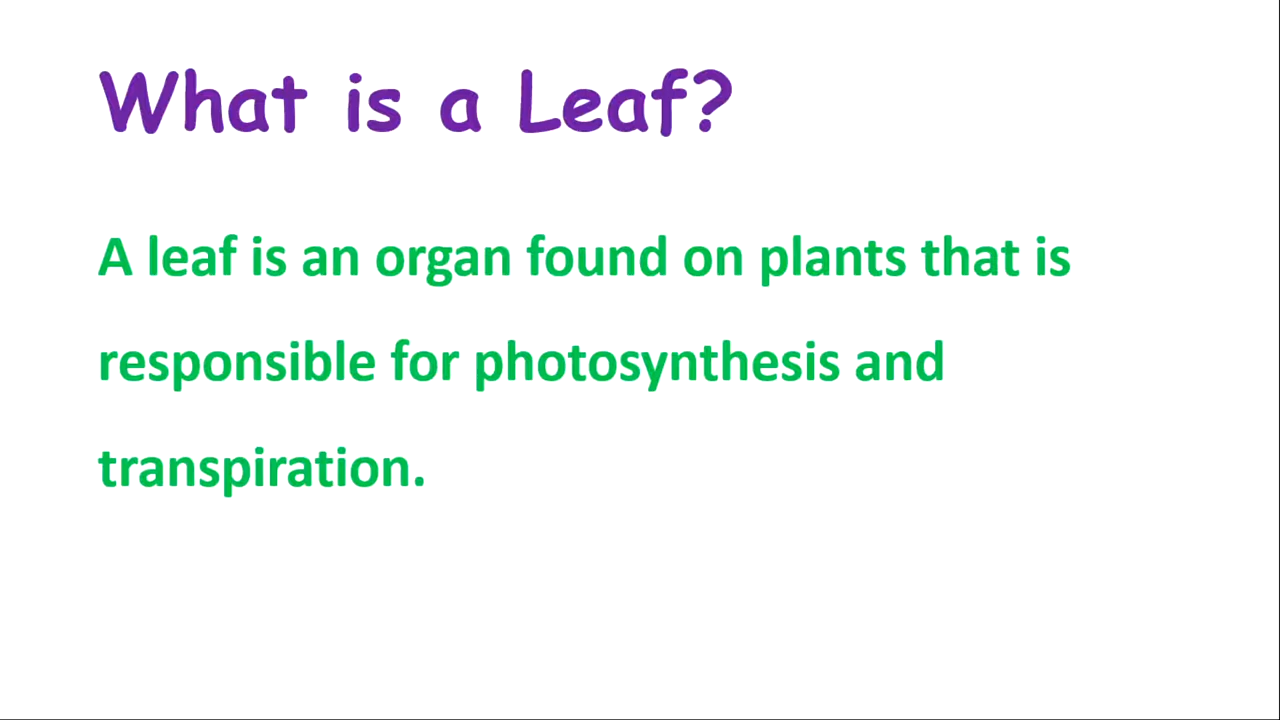 What is a Leaf?
A leaf is an organ found on plants that is
responsible for photosynthesis and
transpiration.